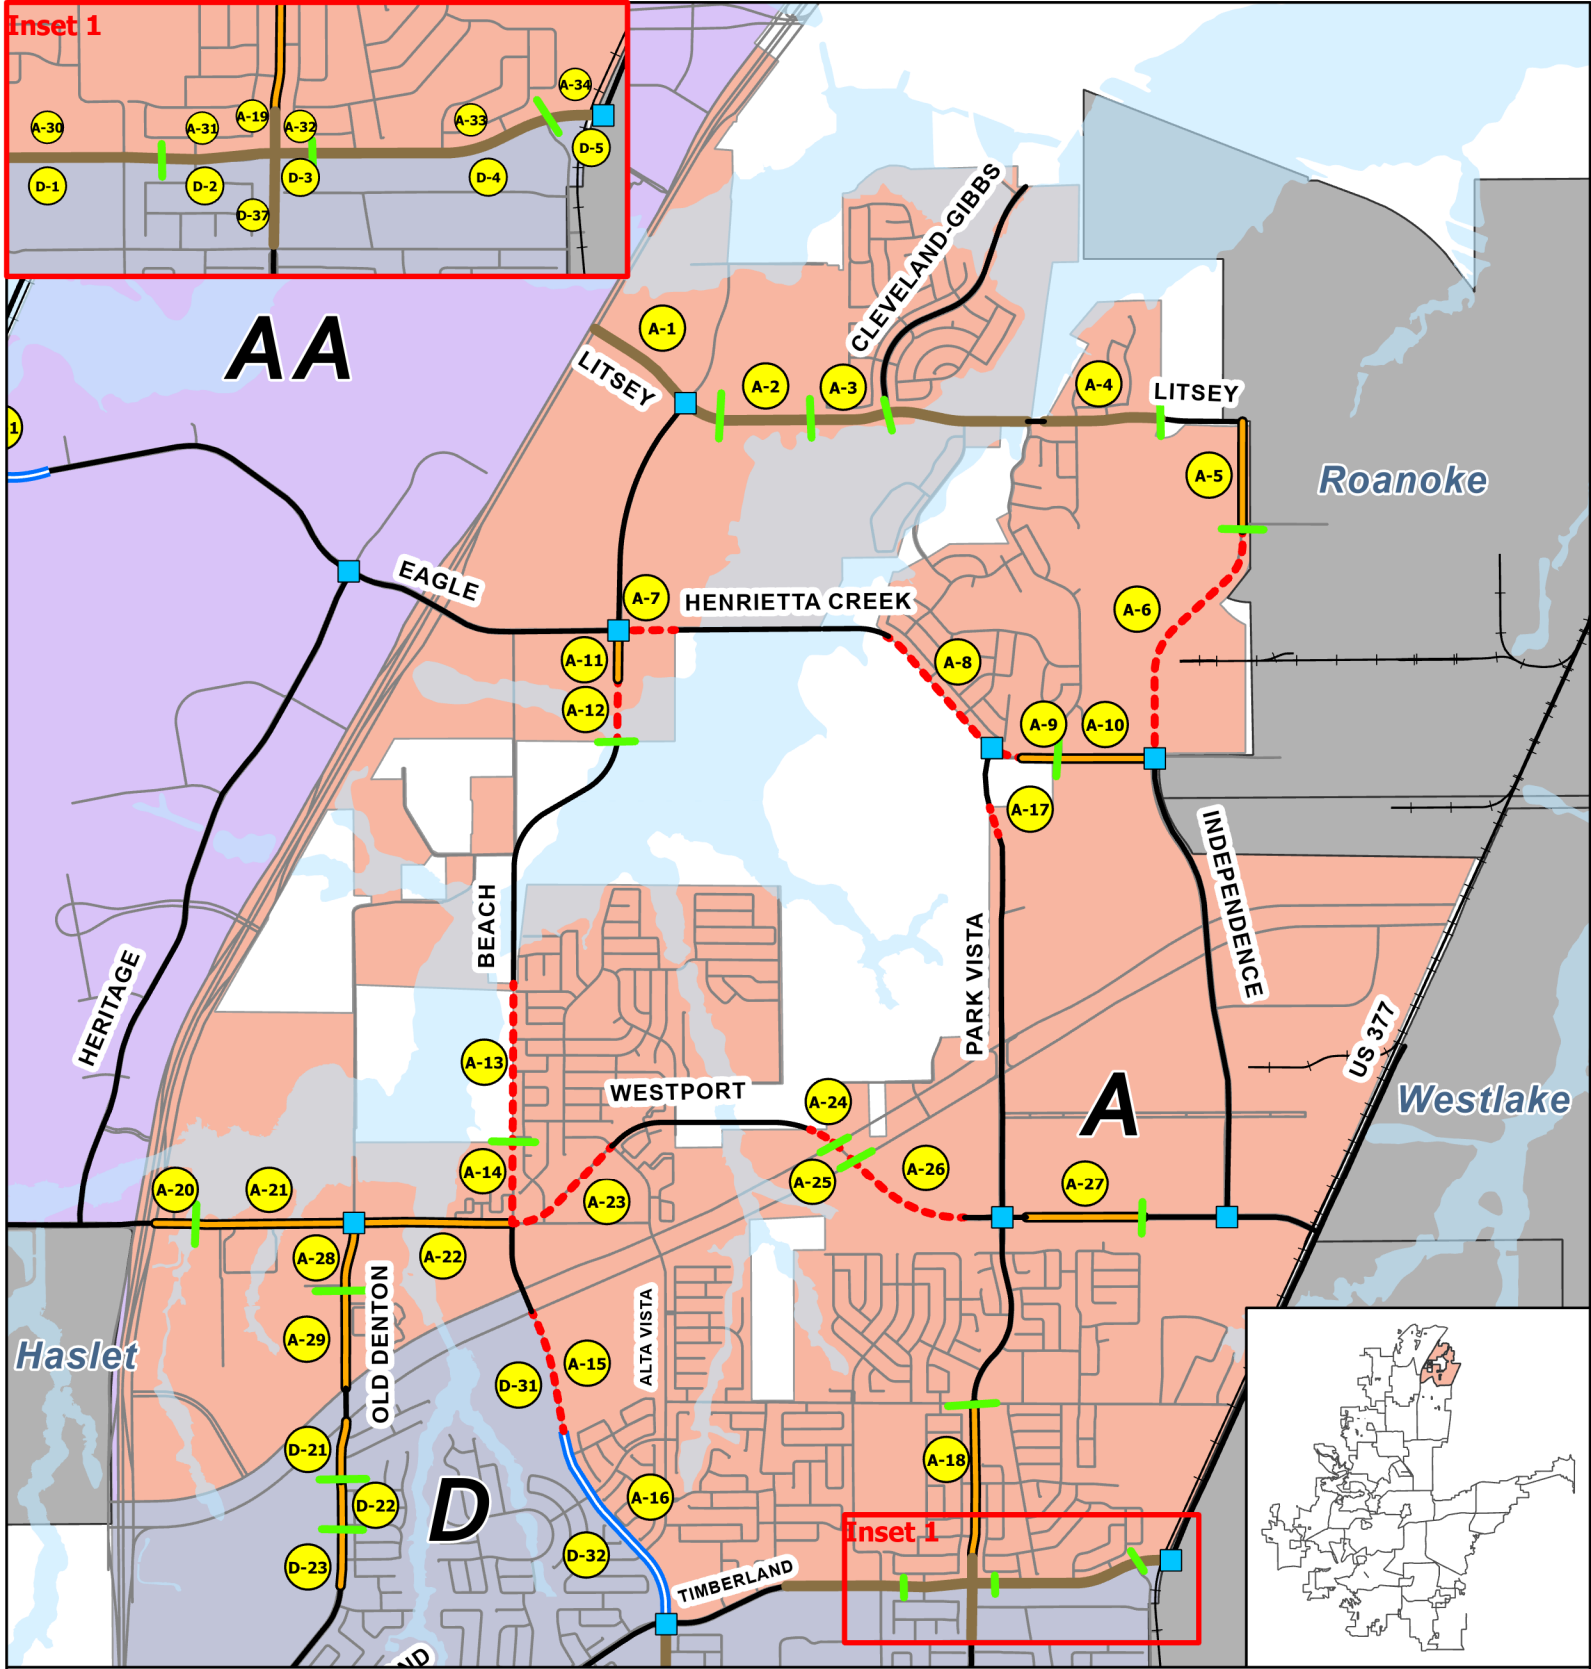 Inset 1
A-34
A-30
A-31
A-19
A-32
A-33
D-5
D-1
D-2
D-3
D-4
D-37
CLEVELAND-GIBBS
AA
A-1
LITSEY
A-2
A-3
A-4
LITSEY
1
A-5
Roanoke
EAGLE
A-7
HENRIETTA CREEK
A-6
A-11
A-8
A-12
A-9
A-10
A-17
INDEPENDENCE
BEACH
PARK VISTA
HERITAGE
US 377
A-13
WESTPORT
A-24
A
Westlake
A-14
A-20
A-21
A-23
A-25
A-26
A-27
A-28
A-22
OLD DENTON
ALTA VISTA
Haslet
A-29
A-15
D-31
D-21
A-18
D-22
D
A-16
Inset 1
D-23
D-32
TIMBERLAND
ND